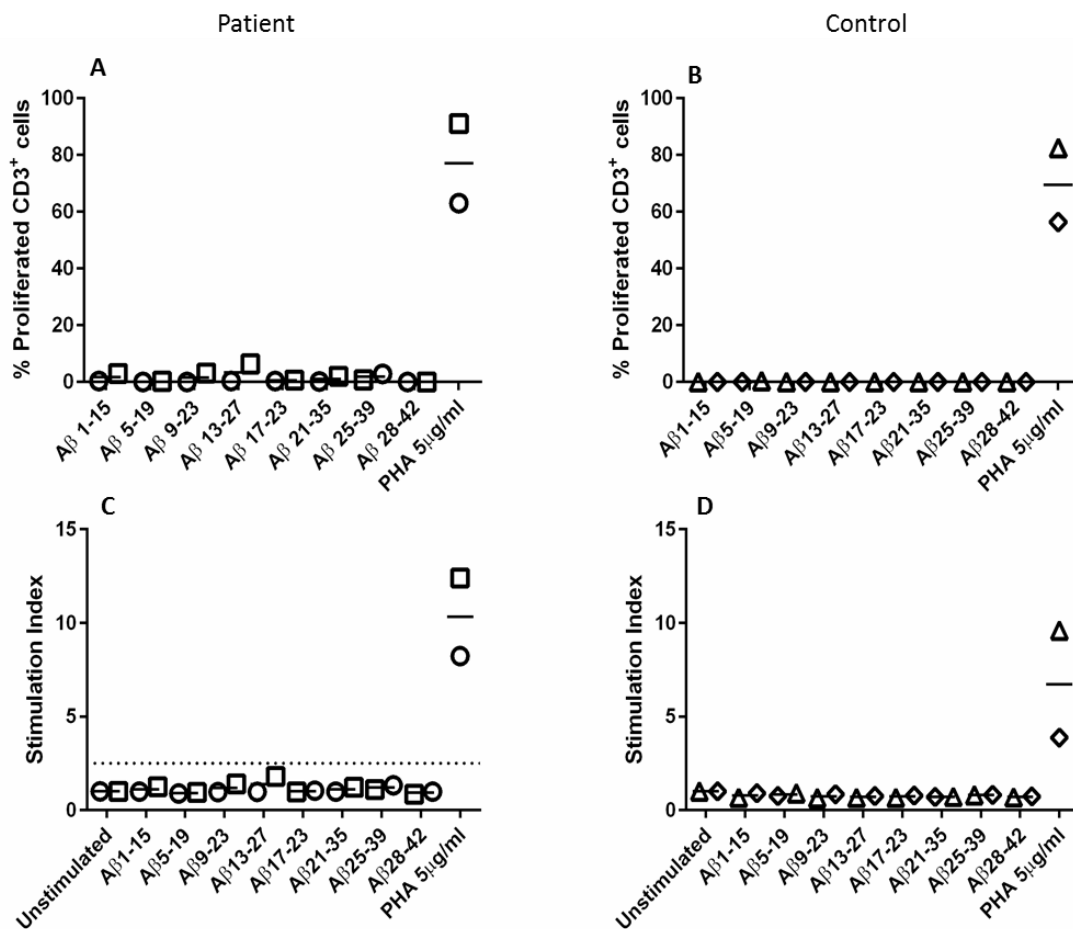 Patient
Control
A
% Proliferated CD3⁺ cells
100
80
60
40
20
0
Aβ 1-15
Aβ 5-19
Aβ 9-23
Aβ 13-27
Aβ 17-23
Aβ 21-35
Aβ 25-39
Aβ 28-42
PHA 5μg/ml
B
% Proliferated CD3⁺ cells
100
80
60
40
20
0
Aβ1-15
Aβ5-19
Aβ9-23
Aβ13-27
Aβ17-23
Aβ21-35
Aβ25-39
Aβ28-42
PHA 5μg/ml
C
Stimulation Index
15
10
5
0
Unstimulated
Aβ1-15
Aβ5-19
Aβ9-23
Aβ13-27
Aβ17-23
Aβ21-35
Aβ25-39
Aβ28-42
PHA 5μg/ml
D
Stimulation Index
15
10
5
0
Unstimulated
Aβ1-15
Aβ5-19
Aβ9-23
Aβ13-27
Aβ17-23
Aβ21-35
Aβ25-39
Aβ28-42
PHA 5μg/ml